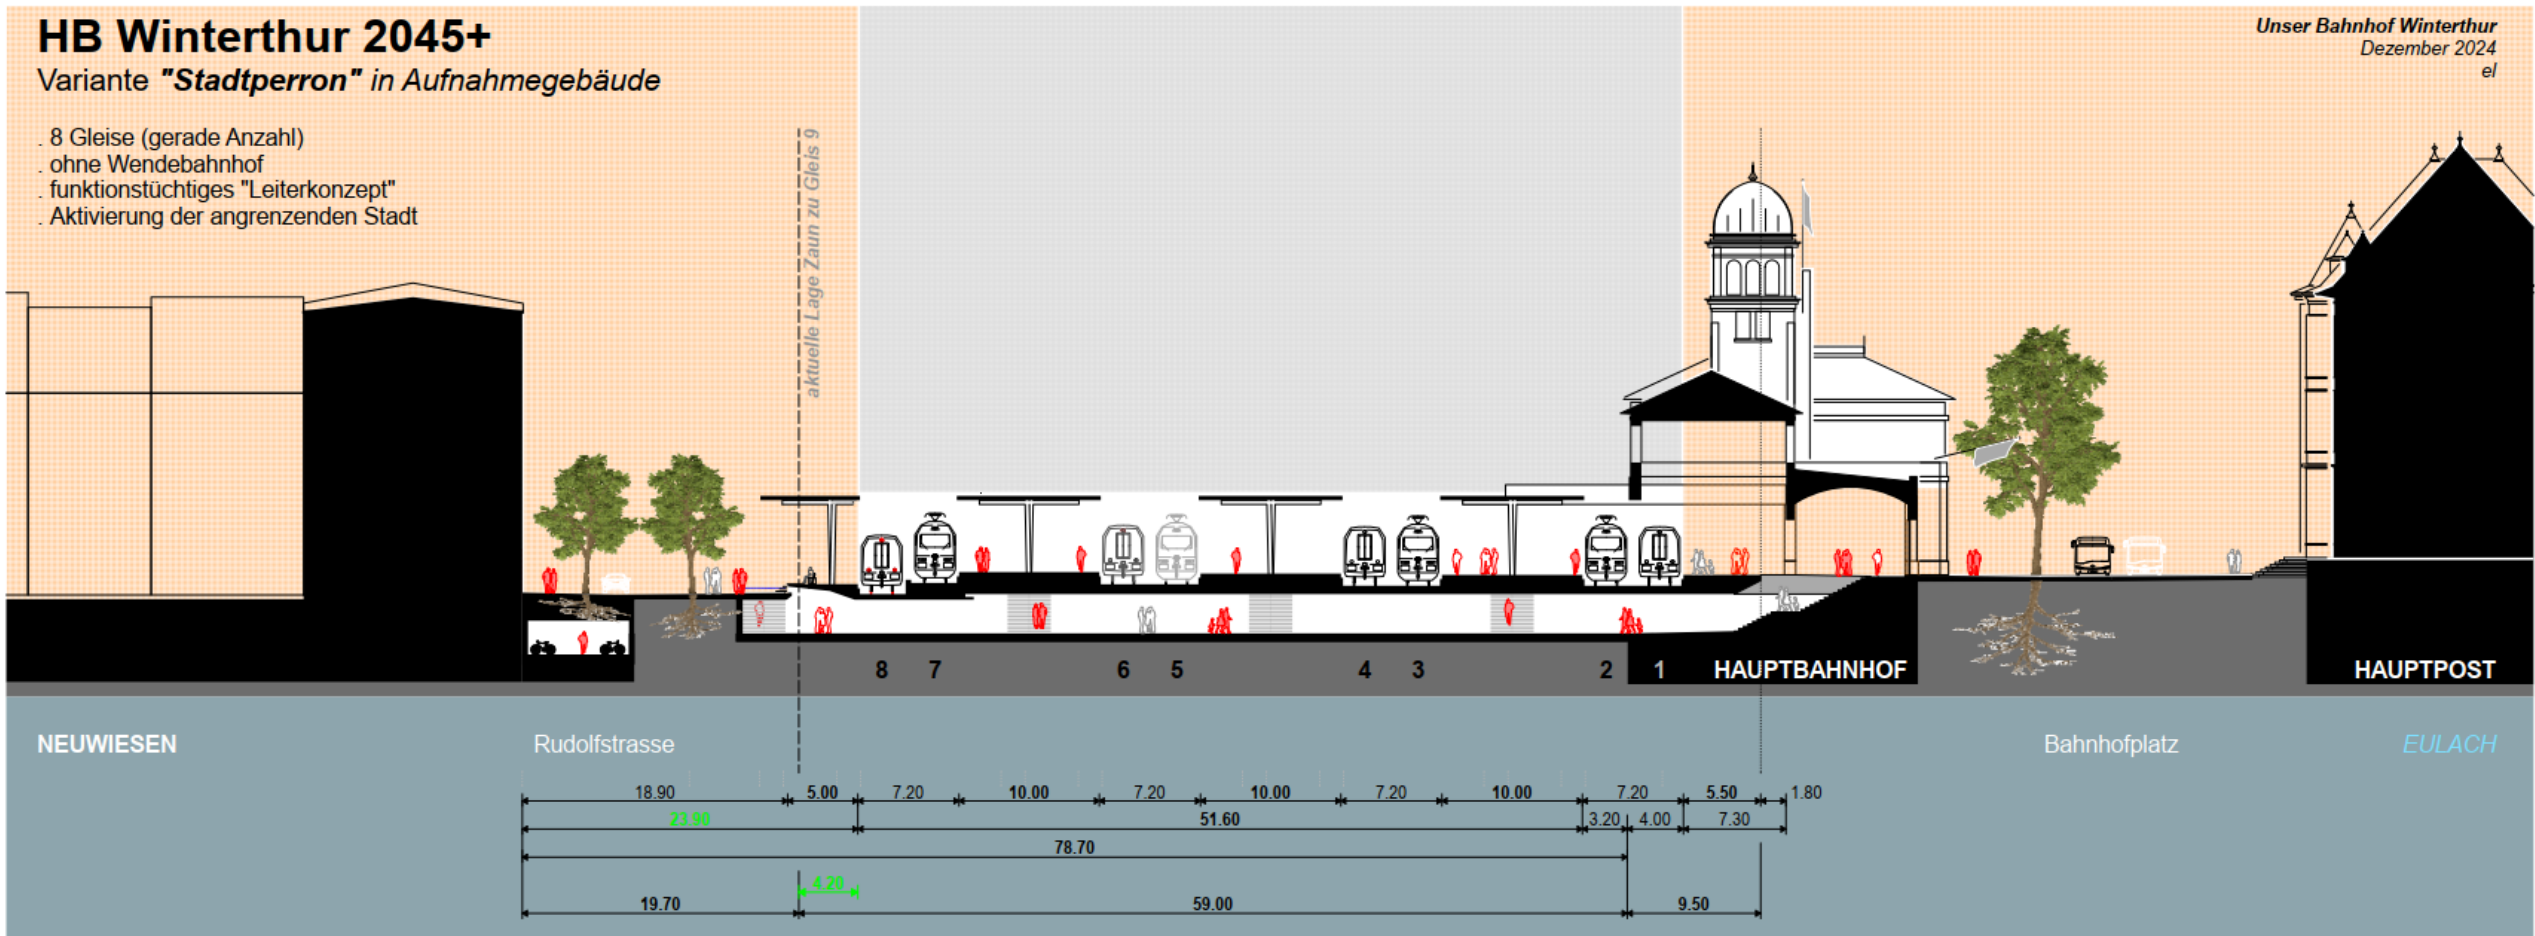 HB Winterthur 2045+
Variante "Stadtperron" in Aufnahmegebäude
. 8 Gleise (gerade Anzahl)
. ohne Wendebahnhof
. funktionstüchtiges "Leiterkonzept"
. Aktivierung der angrenzenden Stadt
Unser Bahnhof Winterthur
Dezember 2024
el
aktuelle Lage Zaun zu Gleis 9
8 7 6 5 4 3 2 1 HAUPTBAHNHOF HAUPTPOST
NEUWIESEN Rudolfstrasse Bahnhofplatz EULACH
18.90 5.00 7.20 10.00 7.20 10.00 7.20 10.00 7.20 5.50 1.80
23.90 51.60 3.20 4.00 7.30
78.70
4.20
19.70 59.00 9.50